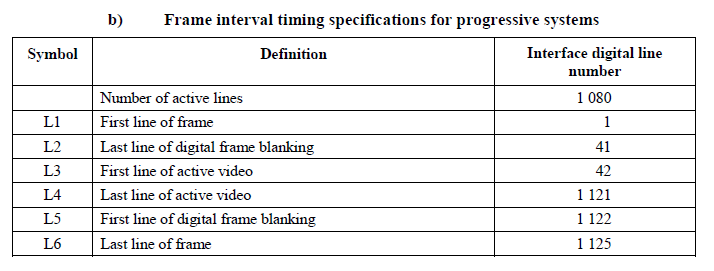 b) Frame interval timing specifications for progressive systems
Symbol Definition Interface digital line number
Number of active lines 1 080
L1 First line of frame 1
L2 Last line of digital frame blanking 41
L3 First line of active video 42
L4 Last line of active video 1 121
L5 First line of digital frame blanking 1 122
L6 Last line of frame 1 125